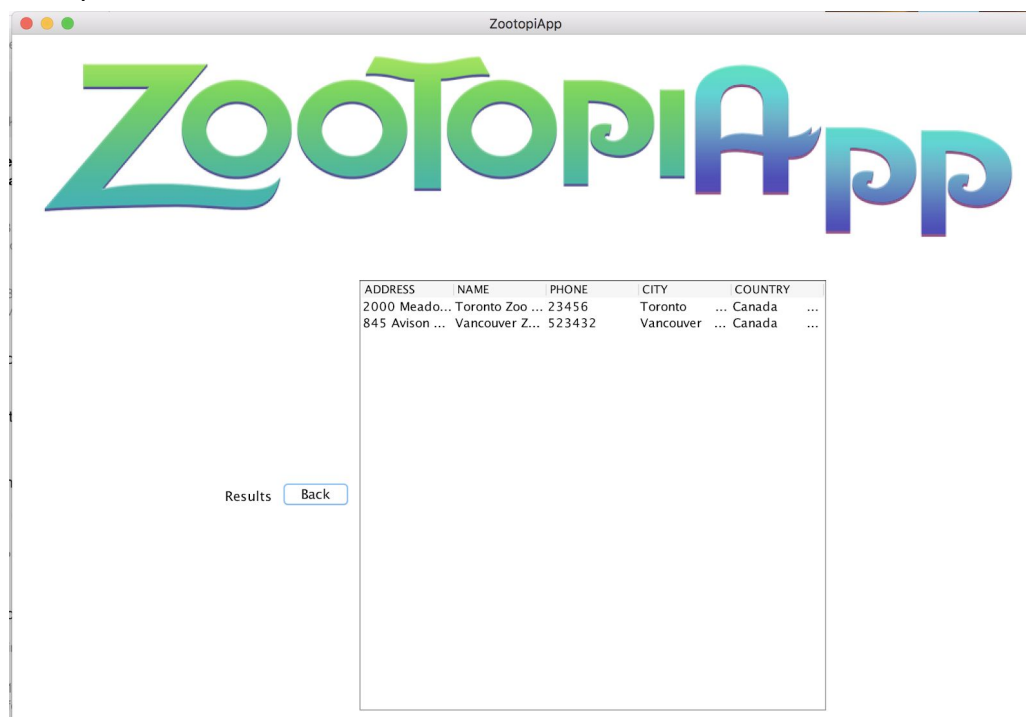 ZootopiApp
ZOOTOPIAPP
ADDRESS NAME PHONE CITY COUNTRY
2000 Meado... Toronto Zoo ... 23456 Toronto ... Canada ...
845 Avison ... Vancouver Z... 523432 Vancouver ... Canada ...
Results Back